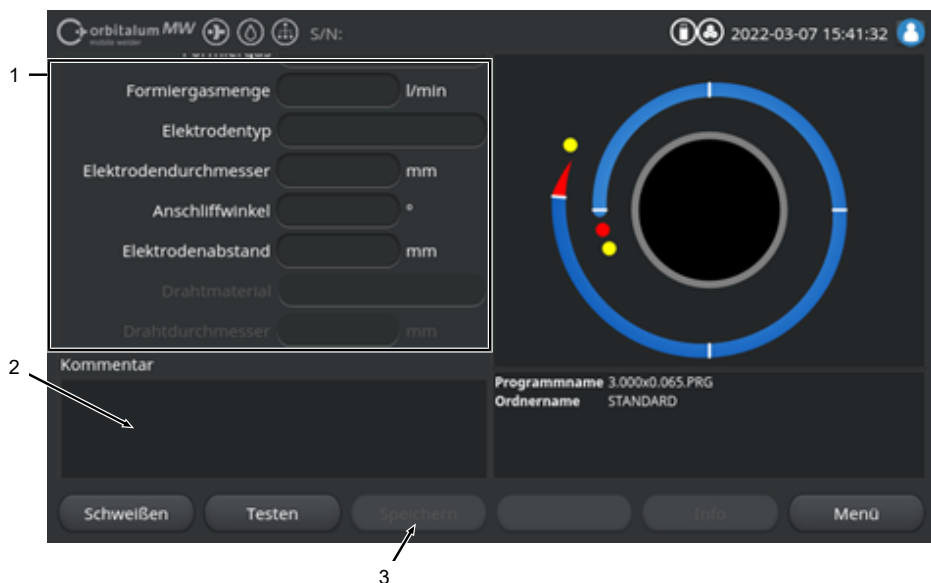 orbitalum MW S/N: 2022-03-07 15:41:32
mobile welder
Formiergas
1
Formiergasmenge l/min
Elektrodentyp
Elektrodendurchmesser mm
Anschliffwinkel °
Elektrodenabstand mm
Drahtmaterial
Drahtdurchmesser mm
2
Kommentar
Programmname 3.000x0.065.PRG
Ordnername STANDARD
Schweißen Testen Speichern Info Menü
3